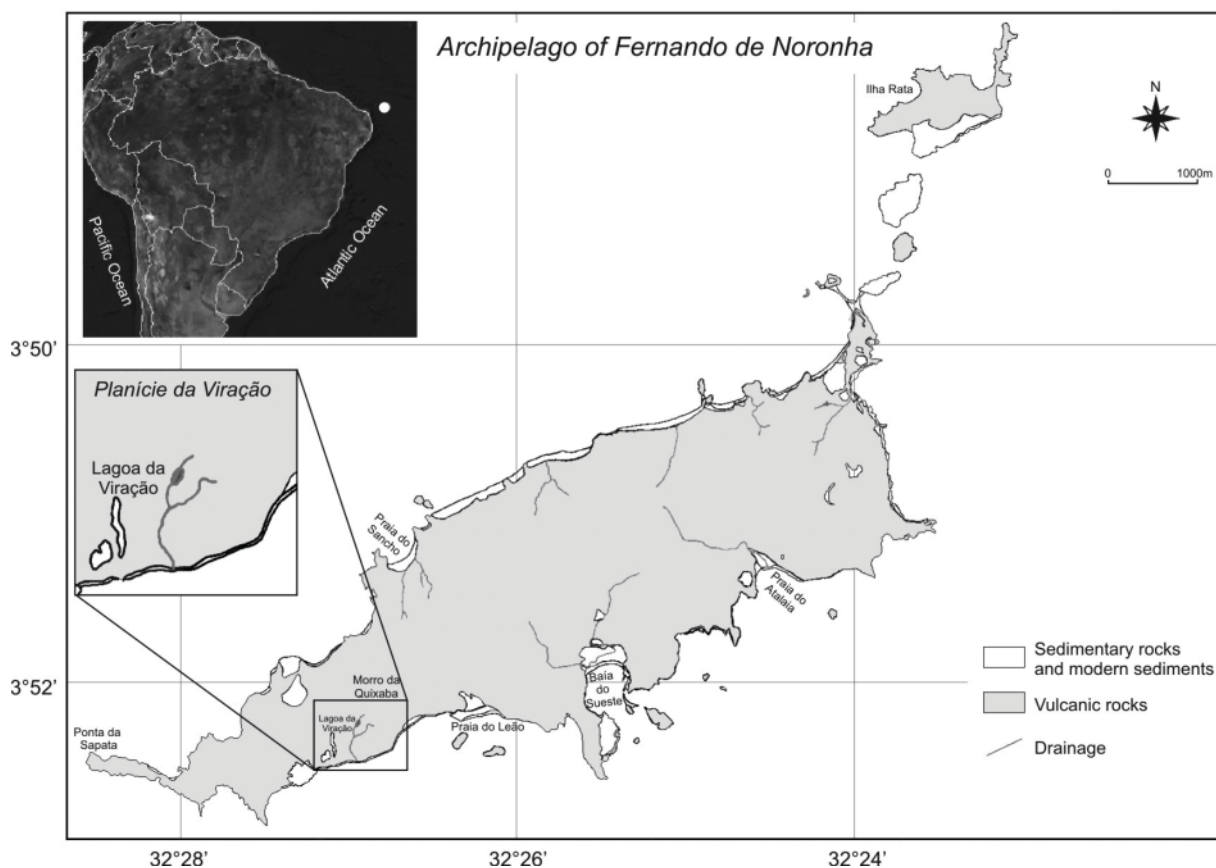 Archipelago of Fernando de Noronha
Pacific Ocean
Atlantic Ocean
Ilha Rata
N
0
1000m
3°50’
Planície da Viração
Lagoa da
Viração
Praia do
Sancho
Praia do
Atalaia
3°52’
Morro da
Quixaba
Lagoa da
Viração
Baía
do
Sueste
Praia do Leão
Ponta da
Sapata
Sedimentary rocks
and modern sediments
Vulcanic rocks
Drainage
32°28’
32°26’
32°24’